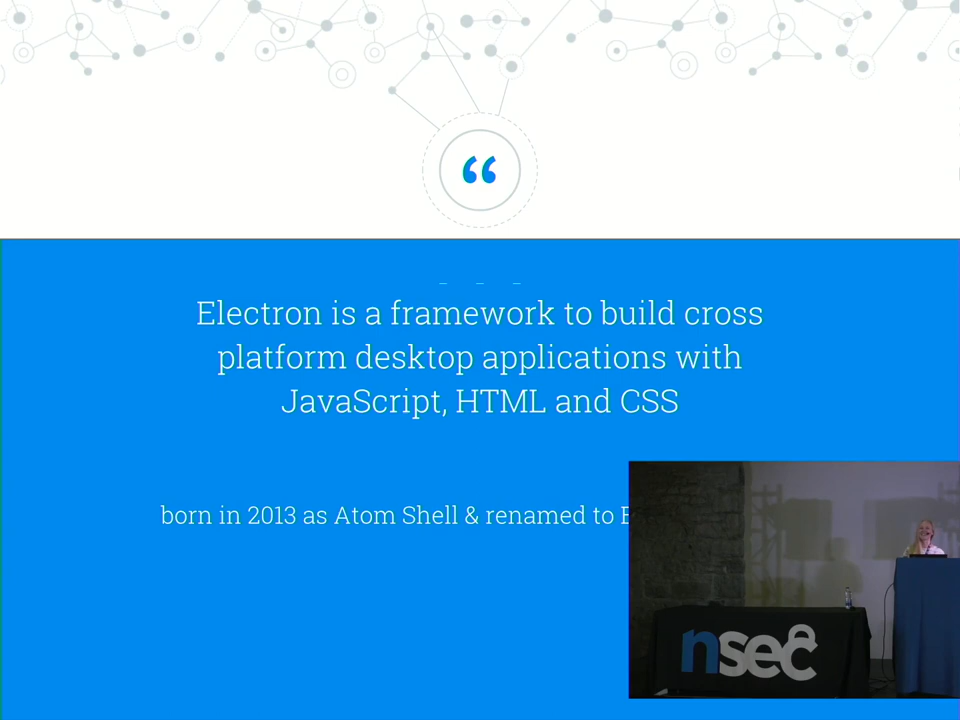 “
Electron is a framework to build cross
platform desktop applications with
JavaScript, HTML and CSS
born in 2013 as Atom Shell & renamed to
nsec